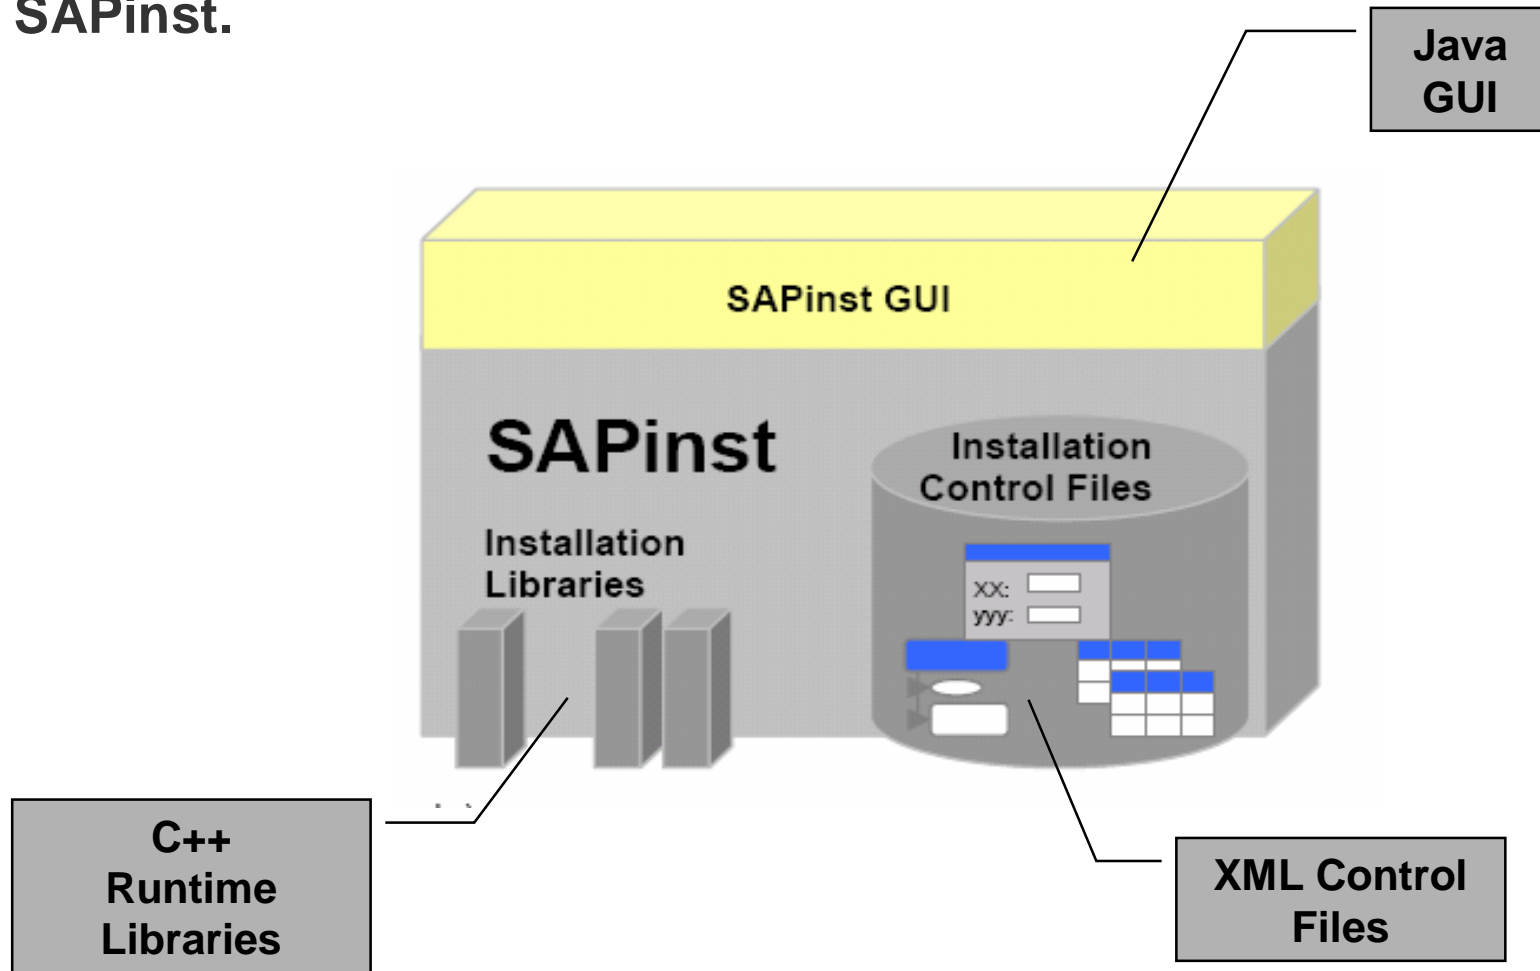 SAPinst.
Java
GUI
SAPinst GUI
SAPinst
Installation
Control Files
Installation
Libraries
XX:
yyy:
C++
Runtime
Libraries
XML Control
Files